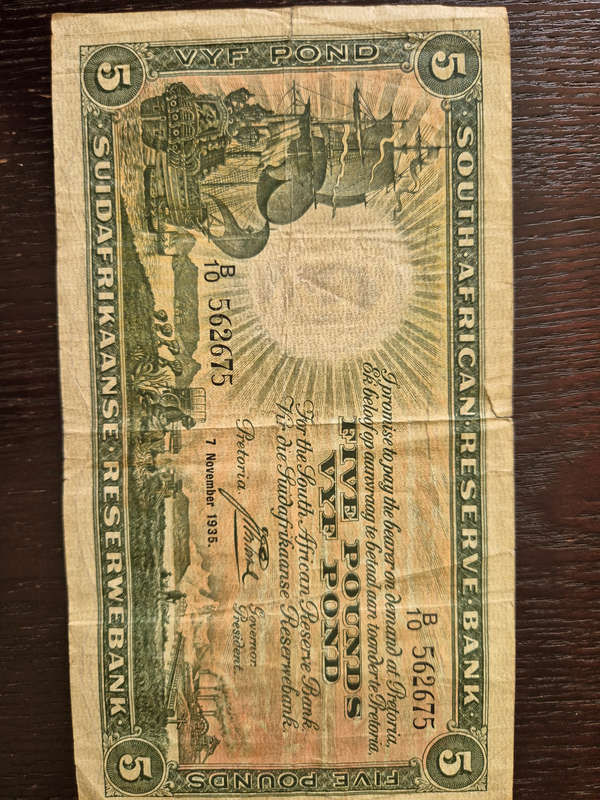 5
SOUTH·AFRICAN·RESERVE·BANK
5
VYF POND
FIVE POUNDS
B/10 562675
I promise to pay the bearer on demand at Pretoria,
Ek beloof op aanvraag te betaal aan toonder te Pretoria,
FIVE POUNDS
VYF POND
For the South African Reserve Bank
Vir die Suidafrikaanse Reservebank.
B/10 562675
Pretoria.
Governor
President.
7 November 1935.
5
SUIDAFRIKAANSE·RESERWEBANK
5